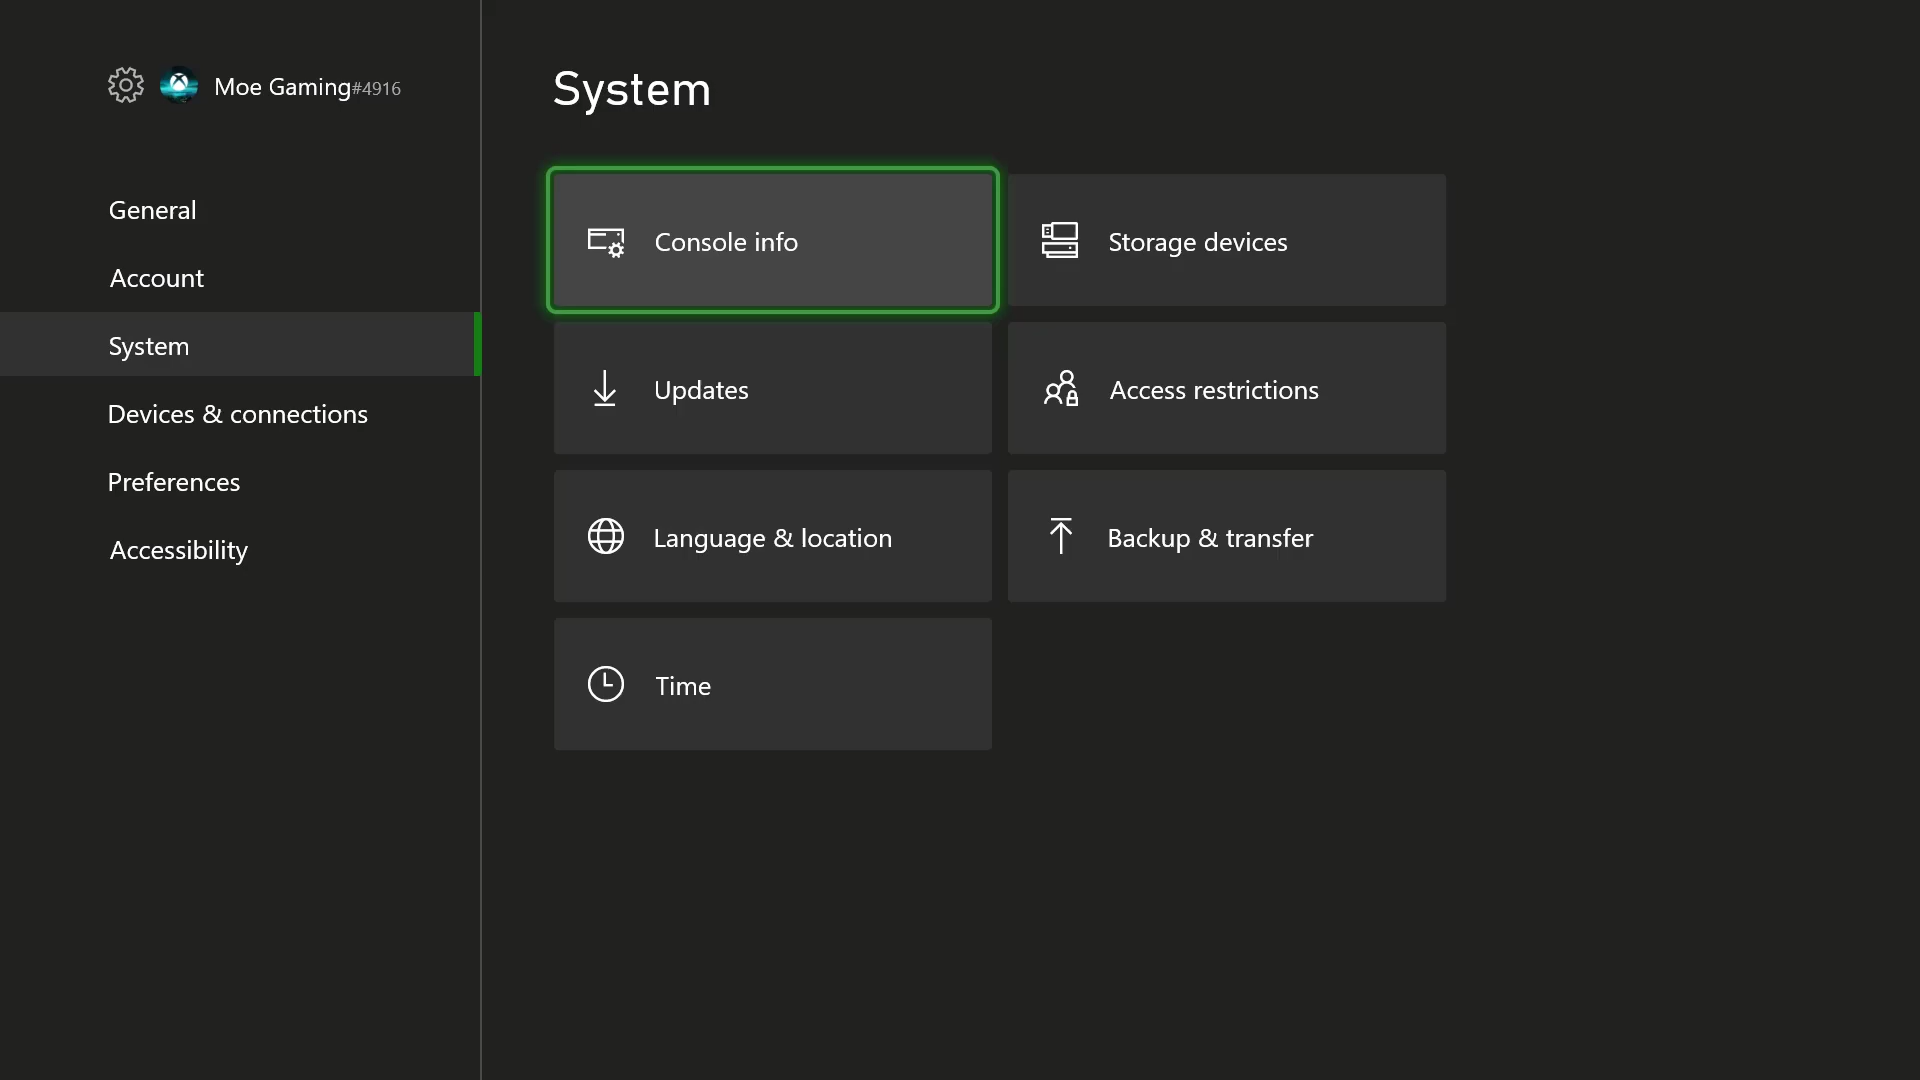 Moe Gaming#4916
General
Account
System
Devices & connections
Preferences
Accessibility
System
Console info
Storage devices
Updates
Access restrictions
Language & location
Backup & transfer
Time